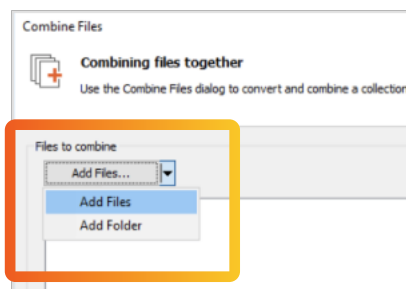 Combine Files
Combining files together
Use the Combine Files dialog to convert and combine a collection
Files to combine
Add Files...
Add Files
Add Folder